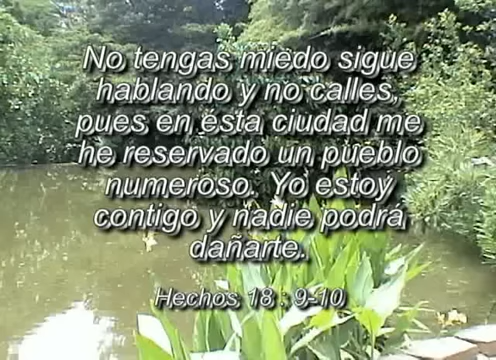 No tengas miedo sigue
hablando y no calles,
pues en esta ciudad me
he reservado un pueblo
numeroso. Yo estoy
contigo y nadie podrá
dañarte.
Hechos 18 : 9-10